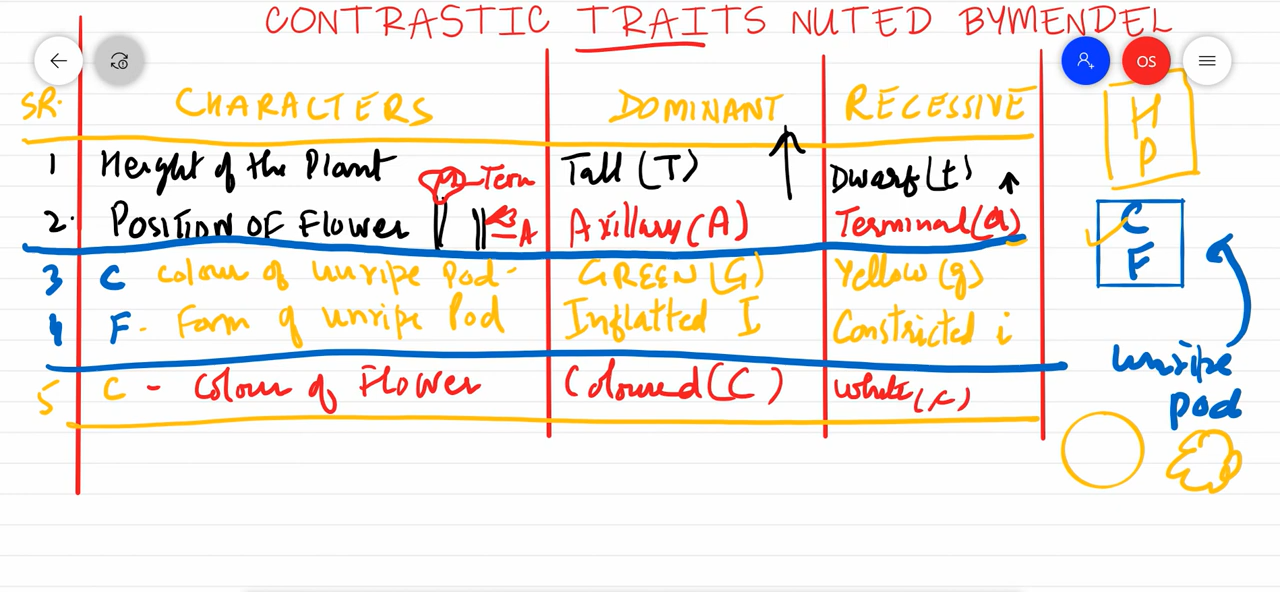 CONTRASTIC TRAITS NUTED BYMENDEL
OS
SR. CHARACTERS DOMINANT RECESSIVE
H
P
1 Height of the Plant Tall (T) Dwarf (t)
Term
2. POSITION OF FLOWER A Axillary (A) Terminal (a)
C
F
3 C colour of unripe Pod- GREEN (G) Yellow (g)
4 F- Form of unripe Pod Inflatted I Constricted i
unripe
pod
5 C - Colour of Flower Coloured (C) White (c)